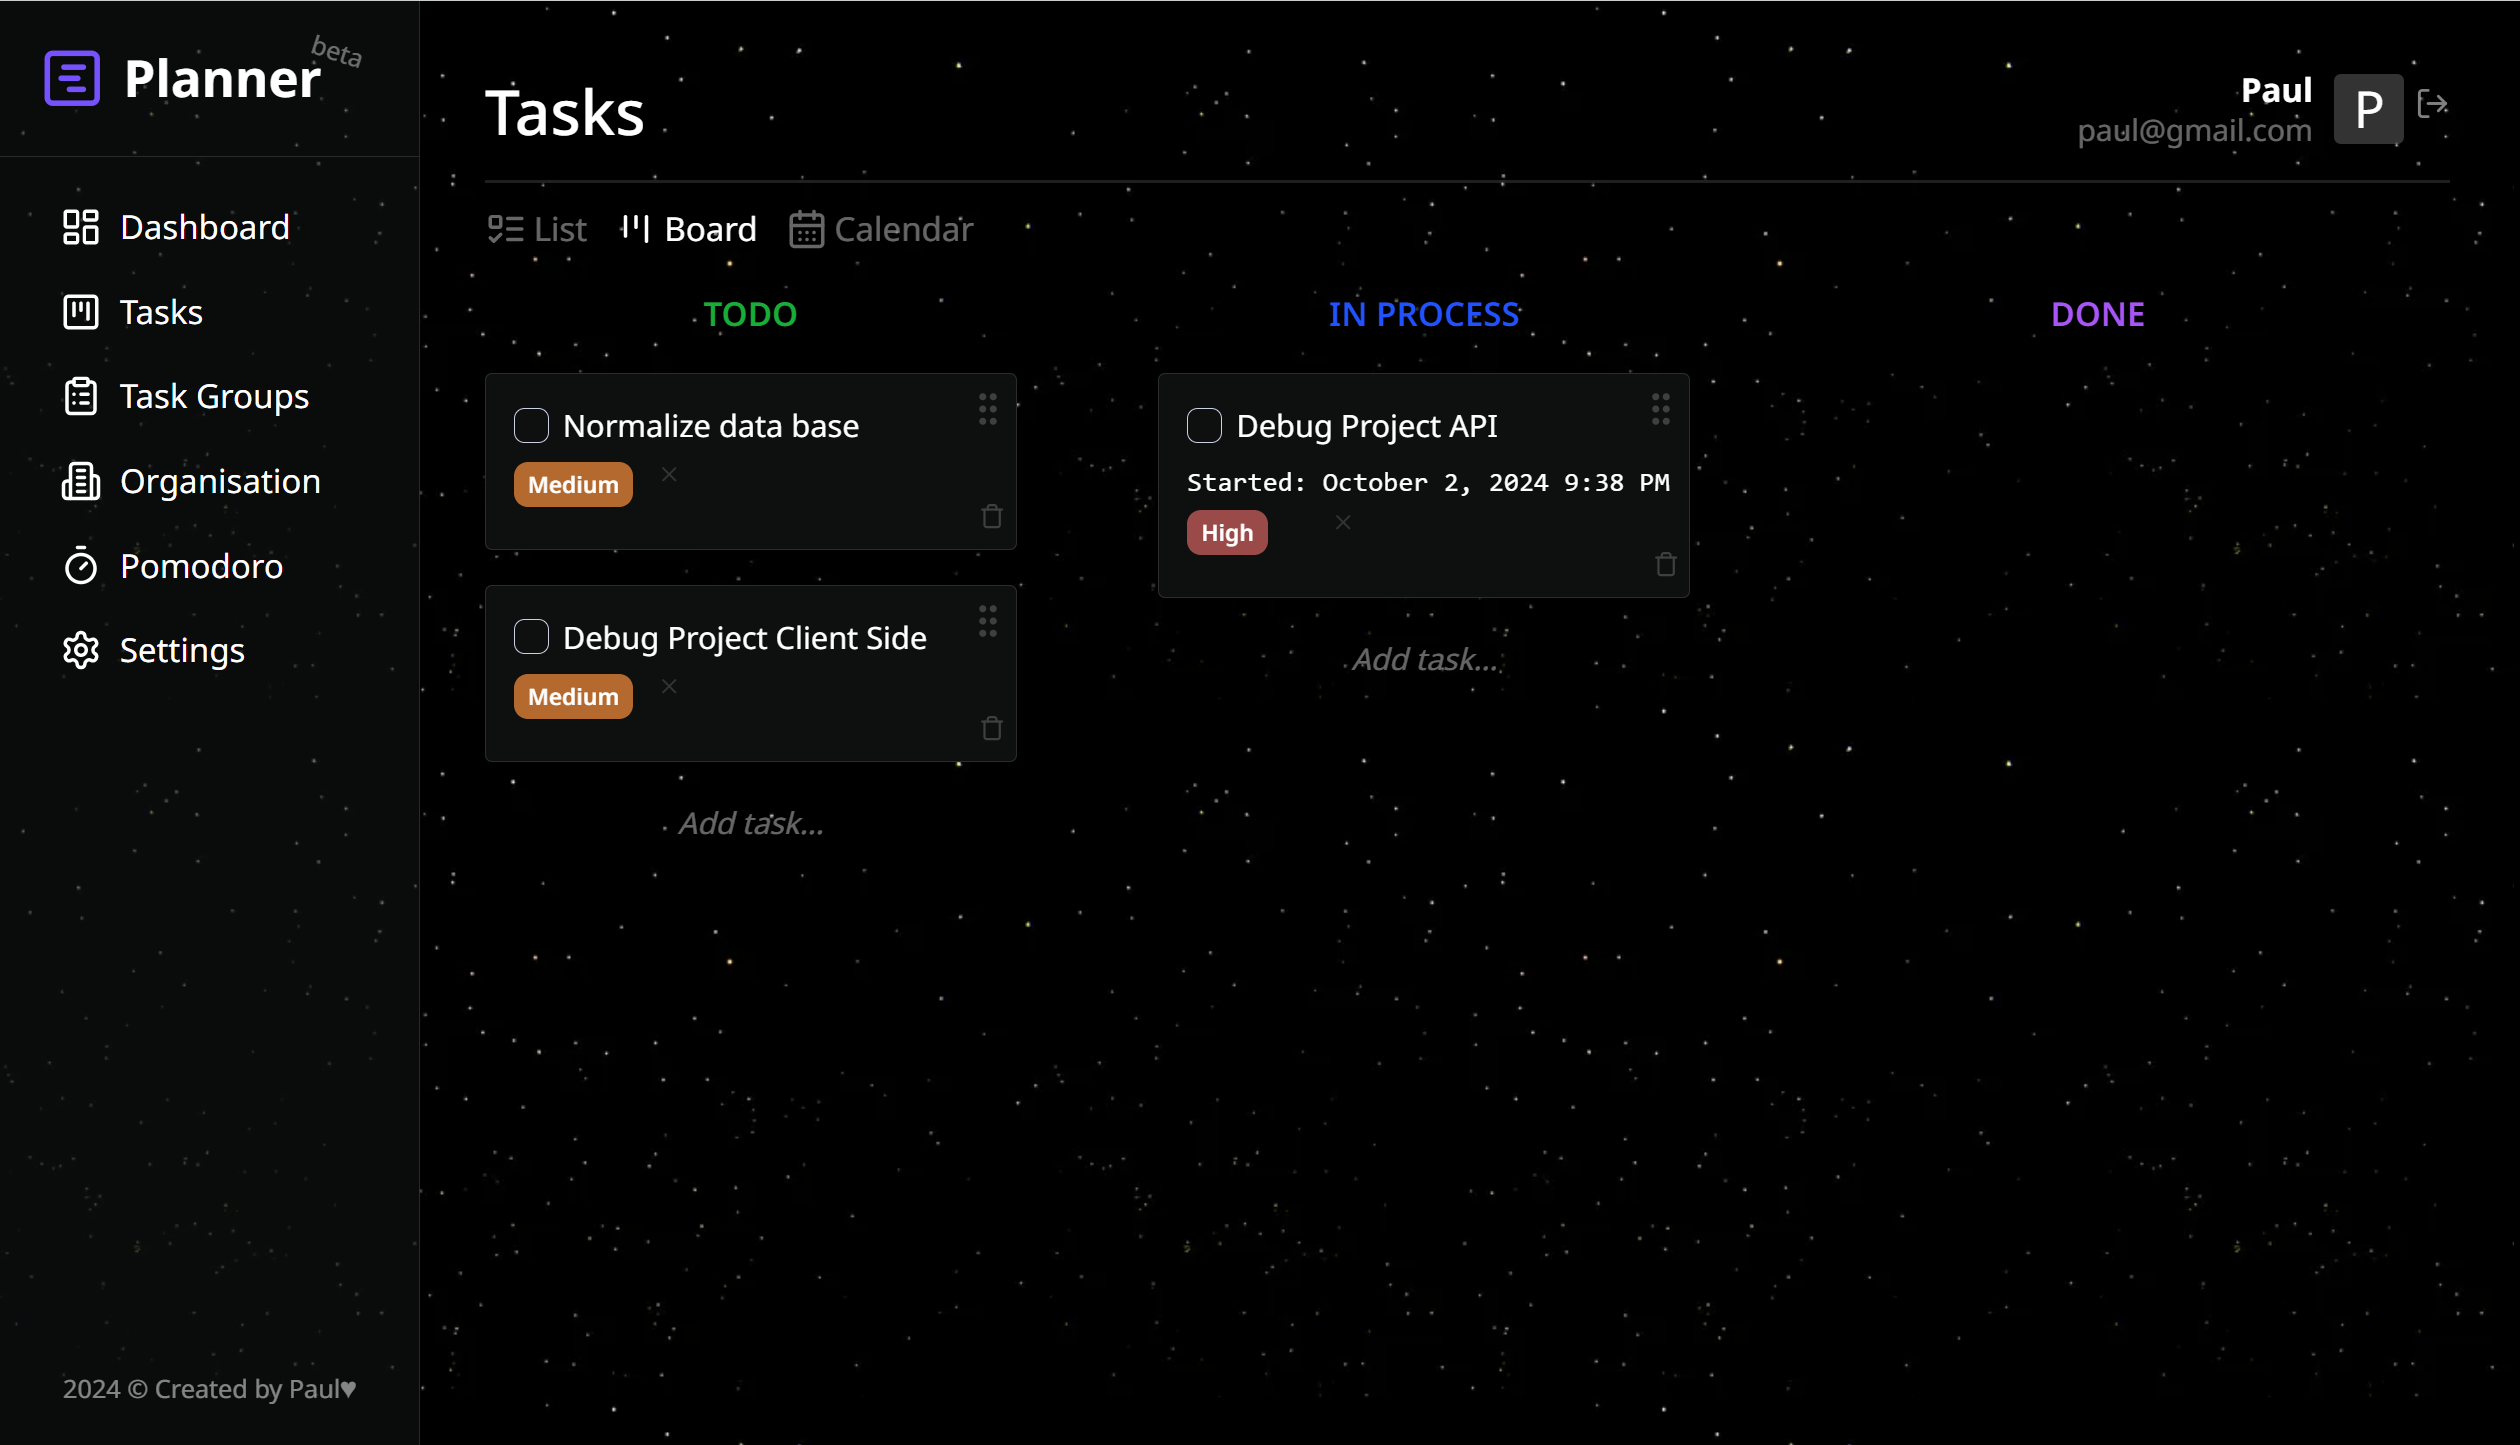 Planner beta
Dashboard
Tasks
Task Groups
Organisation
Pomodoro
Settings
2024 © Created by Paul♥
Tasks
Paul
paul@gmail.com
P
List Board Calendar
TODO
Normalize data base
Medium
Debug Project Client Side
Medium
Add task...
IN PROCESS
Debug Project API
Started: October 2, 2024 9:38 PM
High
Add task...
DONE